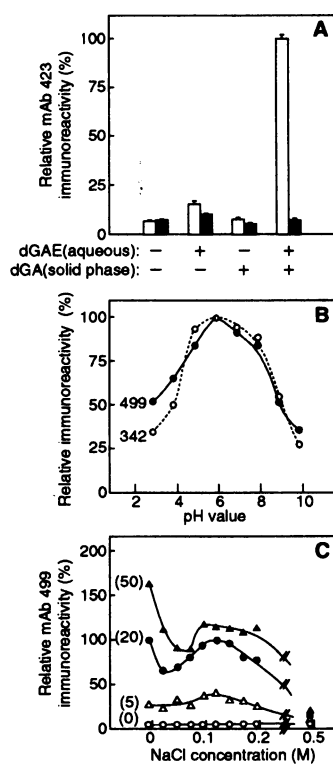 A
Relative mAb 423
immunoreactivity (%)
100
75
50
25
0
dGAE(aqueous): − + − +
dGA(solid phase): − − + +
B
Relative immunoreactivity (%)
100
75
50
25
0
499
342
2 4 6 8 10
pH value
C
Relative mAb 499
immunoreactivity (%)
200
150
100
50
0
(50)
(20)
(5)
(0)
0 0.1 0.2 0.5
NaCl concentration (M)